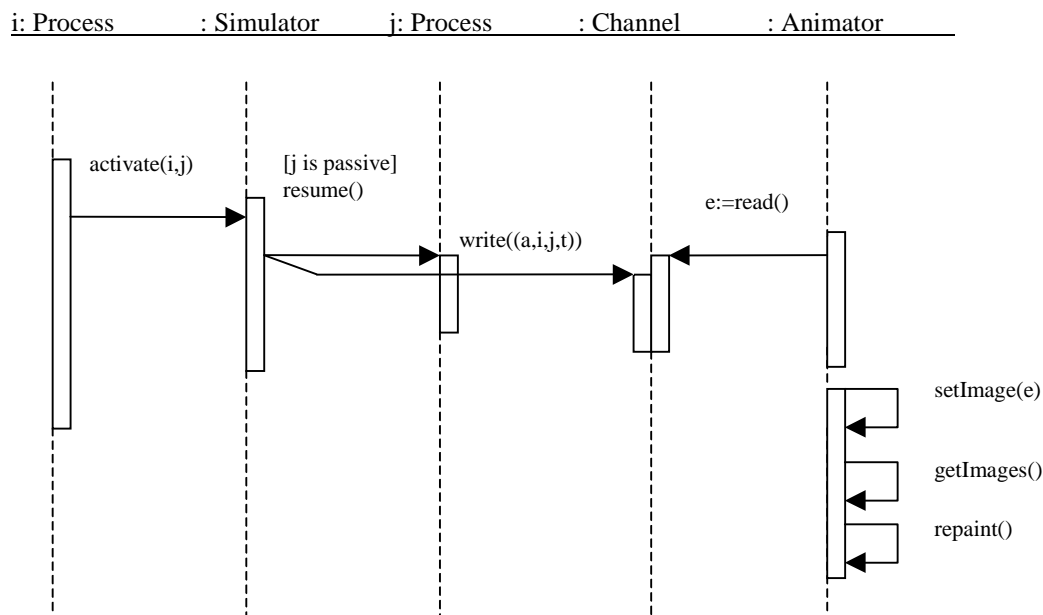 i: Process : Simulator j: Process : Channel : Animator
activate(i,j)
[j is passive]
resume()
e:=read()
write((a,i,j,t))
setImage(e)
getImages()
repaint()